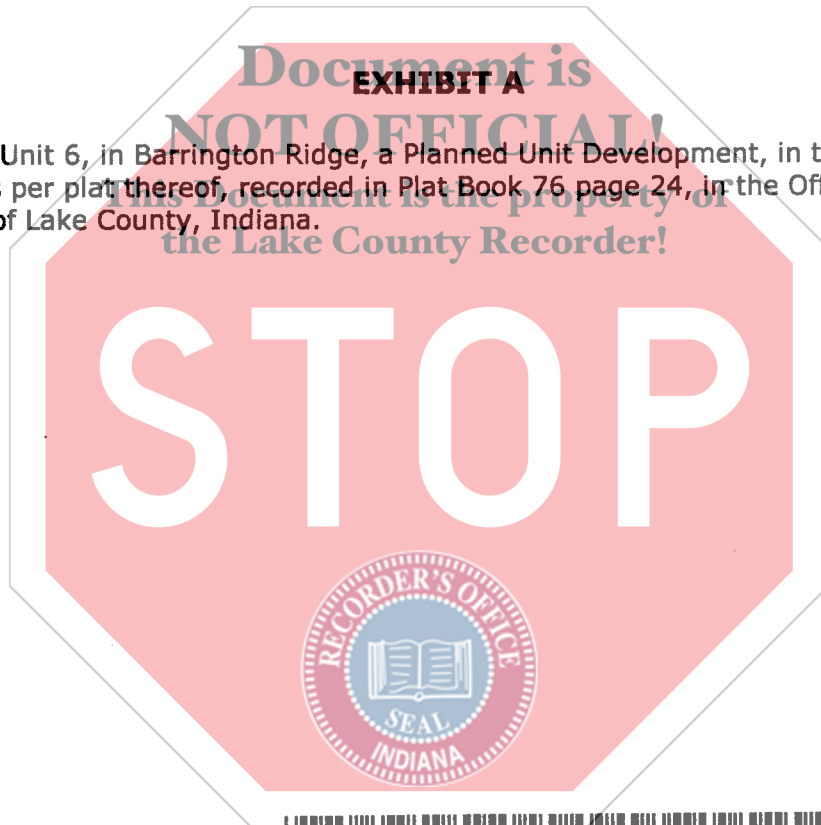 Document is
EXHIBIT A
NOT OFFICIAL!
Unit 6, in Barrington Ridge, a Planned Unit Development, in
per plat thereof, recorded in Plat Book 76 page 24, in the
This Document is the property of
of Lake County, Indiana.
the Lake County Recorder!
STOP
RECORDER'S OFFICE
SEAL
INDIANA